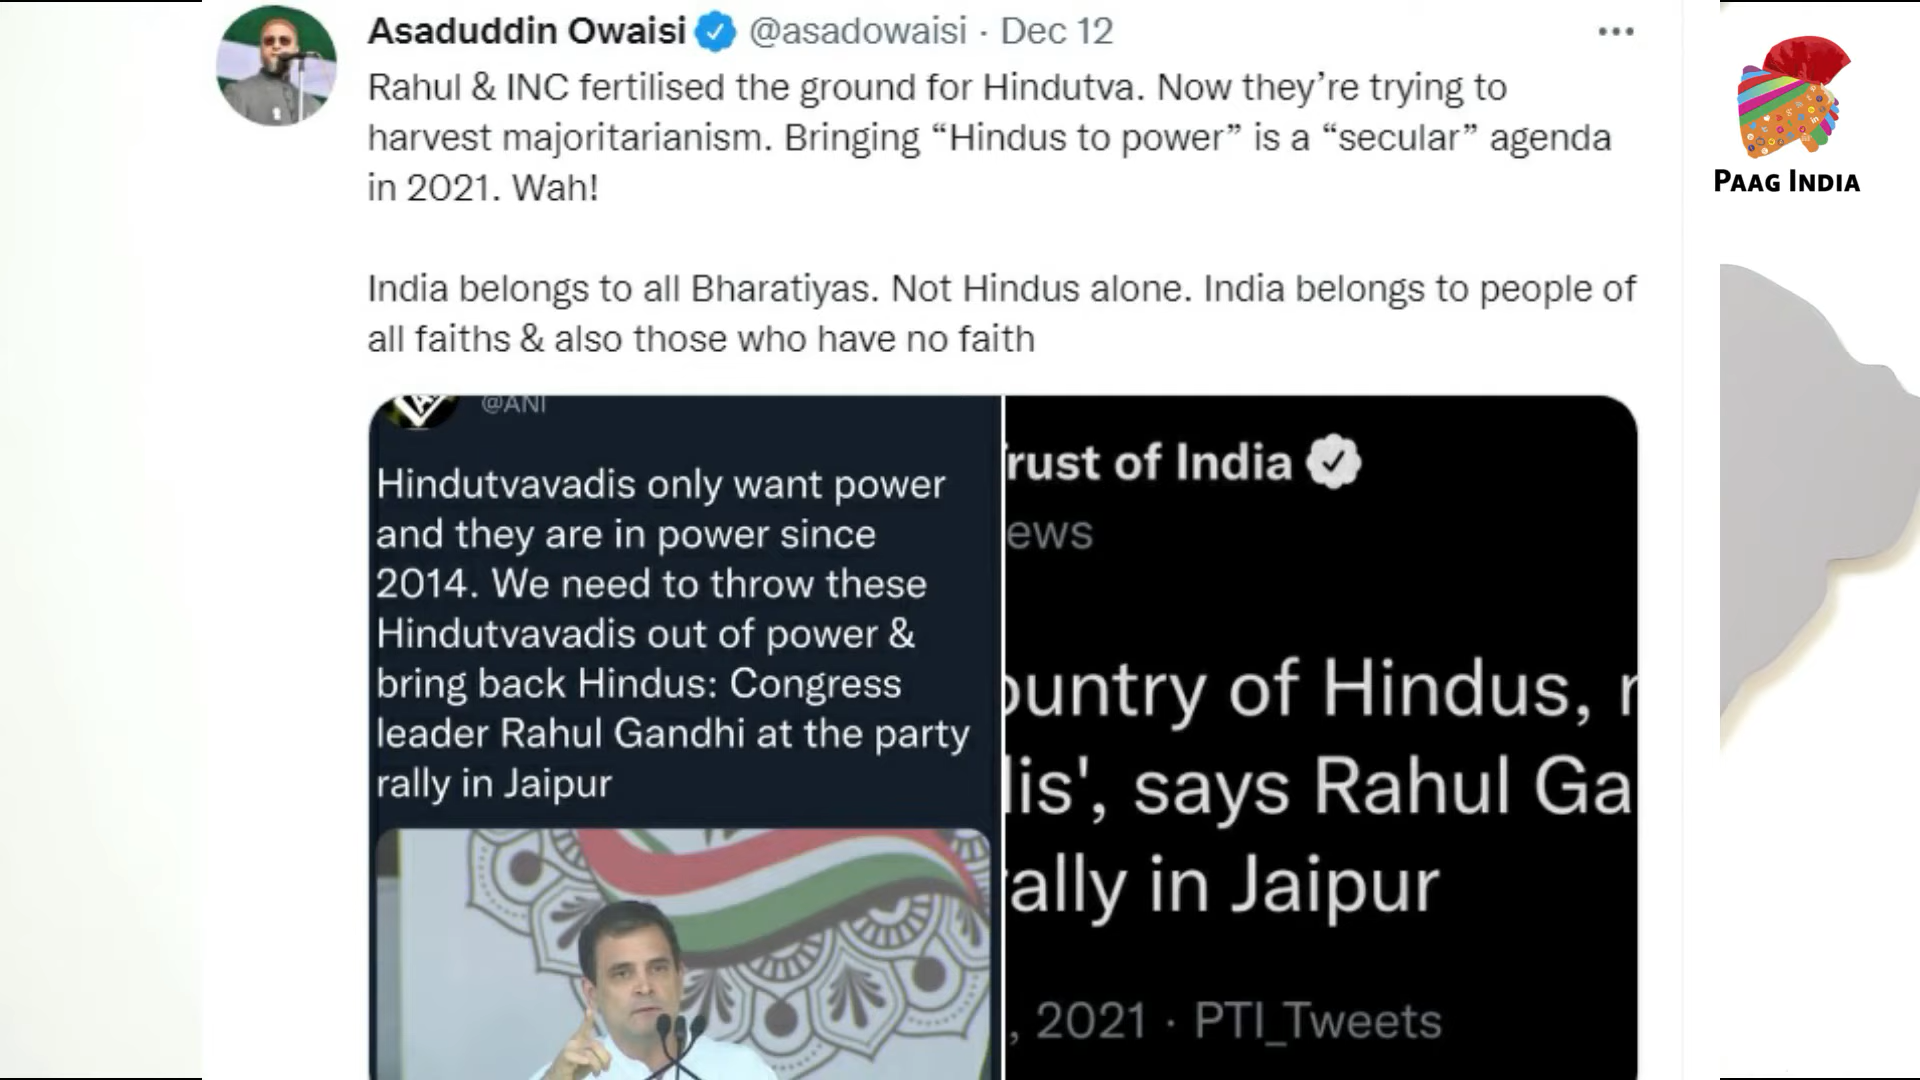 Asaduddin Owaisi @asadowaisi · Dec 12
Rahul & INC fertilised the ground for Hindutva. Now they’re trying to
harvest majoritarianism. Bringing “Hindus to power” is a “secular” agenda
in 2021. Wah!
India belongs to all Bharatiyas. Not Hindus alone. India belongs to people of
all faiths & also those who have no faith
@ANI
Hindutvavadis only want power
and they are in power since
2014. We need to throw these
Hindutvavadis out of power &
bring back Hindus: Congress
leader Rahul Gandhi at the party
rally in Jaipur
rust of India
ews
ountry of Hindus,
lis', says Rahul Ga
ally in Jaipur
, 2021 · PTI_Tweets
PAAG INDIA